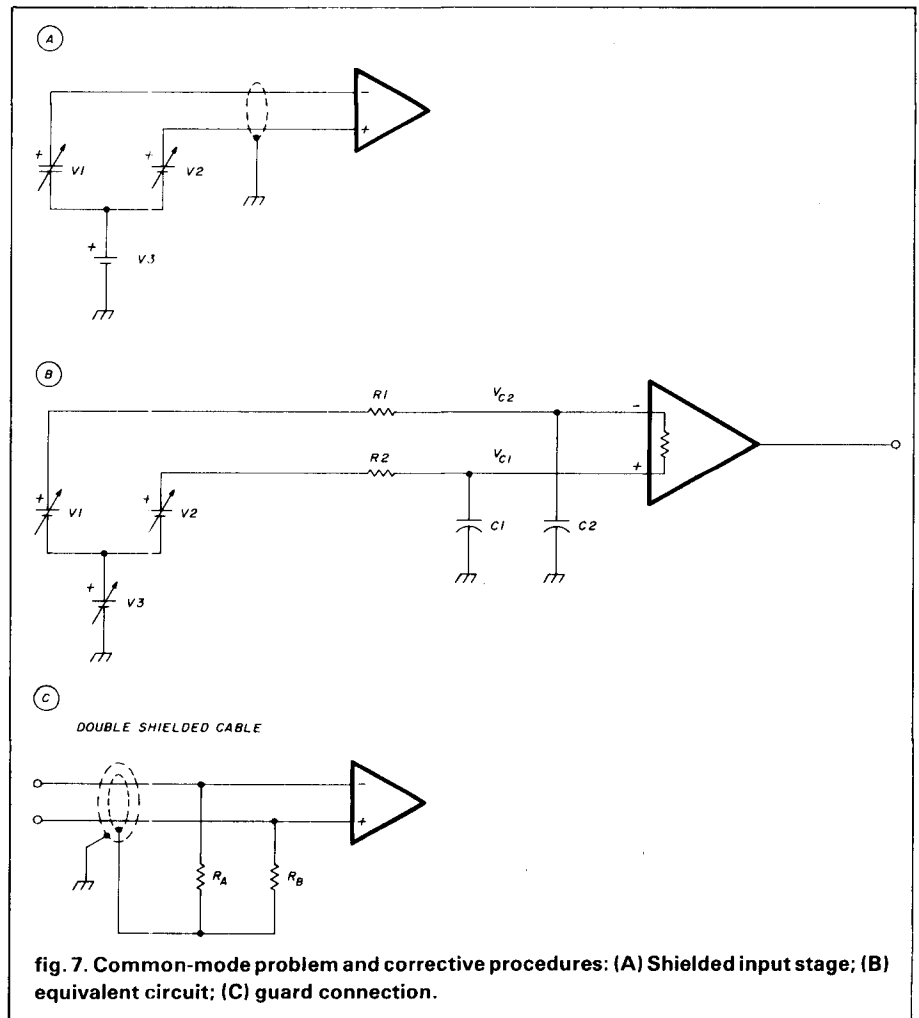 A
-
+
+ V1
+ V2
+ V3
B
R1 VC2
-
R2 VC1
+
+ V1
+ V2
C1
C2
+ V3
C
DOUBLE SHIELDED CABLE
-
+
RA
RB
fig. 7. Common-mode problem and corrective procedures: (A) Shielded input stage; (B)
equivalent circuit; (C) guard connection.